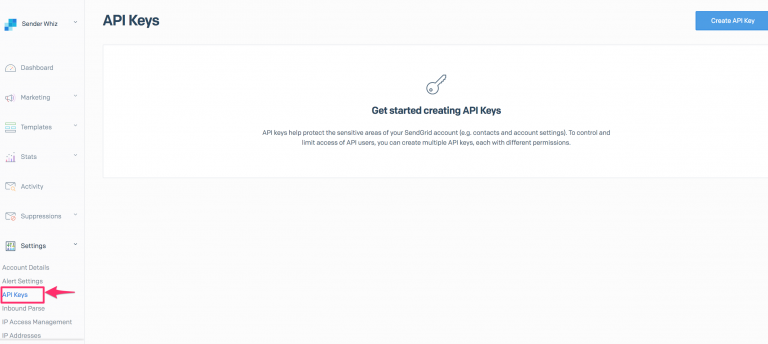 Sender Whiz
API Keys
Create API Key
Dashboard
Marketing
Templates
Stats
Activity
Suppressions
Settings
Account Details
Alert Settings
API Keys
Inbound Parse
IP Access Management
IP Addresses
Get started creating API Keys
API keys help protect the sensitive areas of your SendGrid account (e.g. contacts and account settings). To control and
limit access of API users, you can create multiple API keys, each with different permissions.